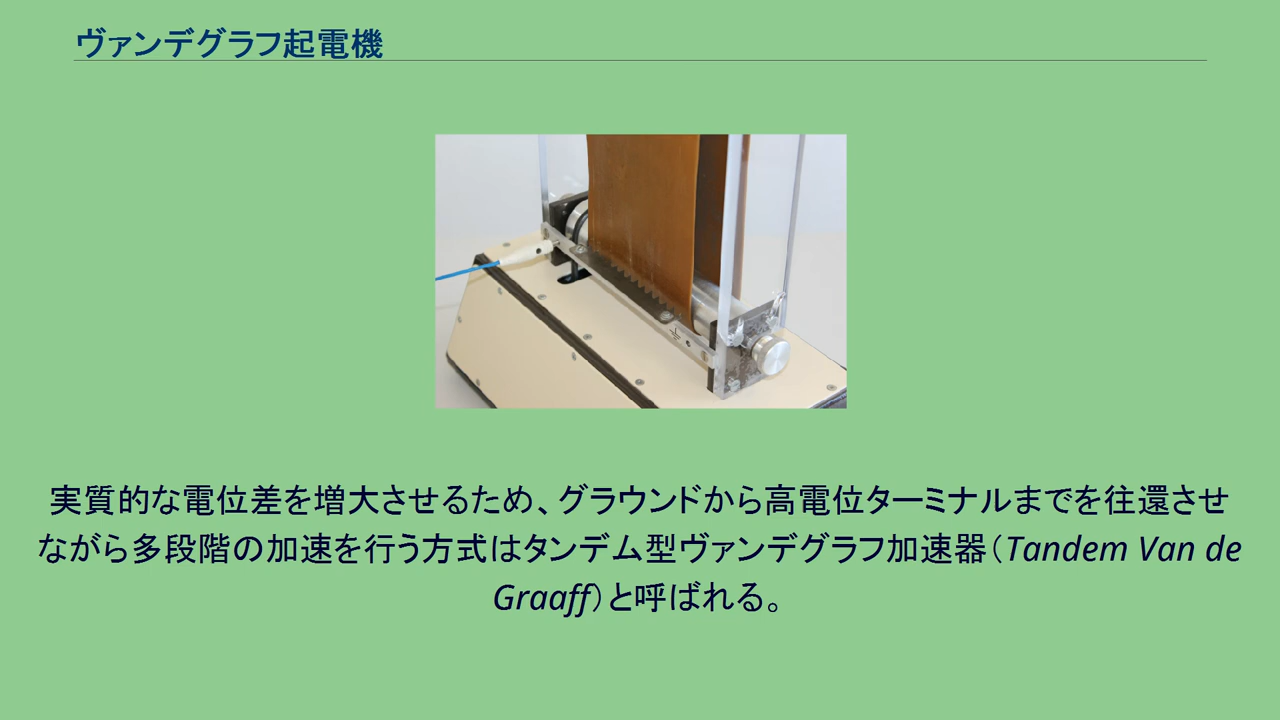 ヴァンデグラフ起電機
実質的な電位差を増大させるため、グラウンドから高電位ターミナルまでを往還させ
ながら多段階の加速を行う方式はタンデム型ヴァンデグラフ加速器（Tandem Van de
Graaff）と呼ばれる。